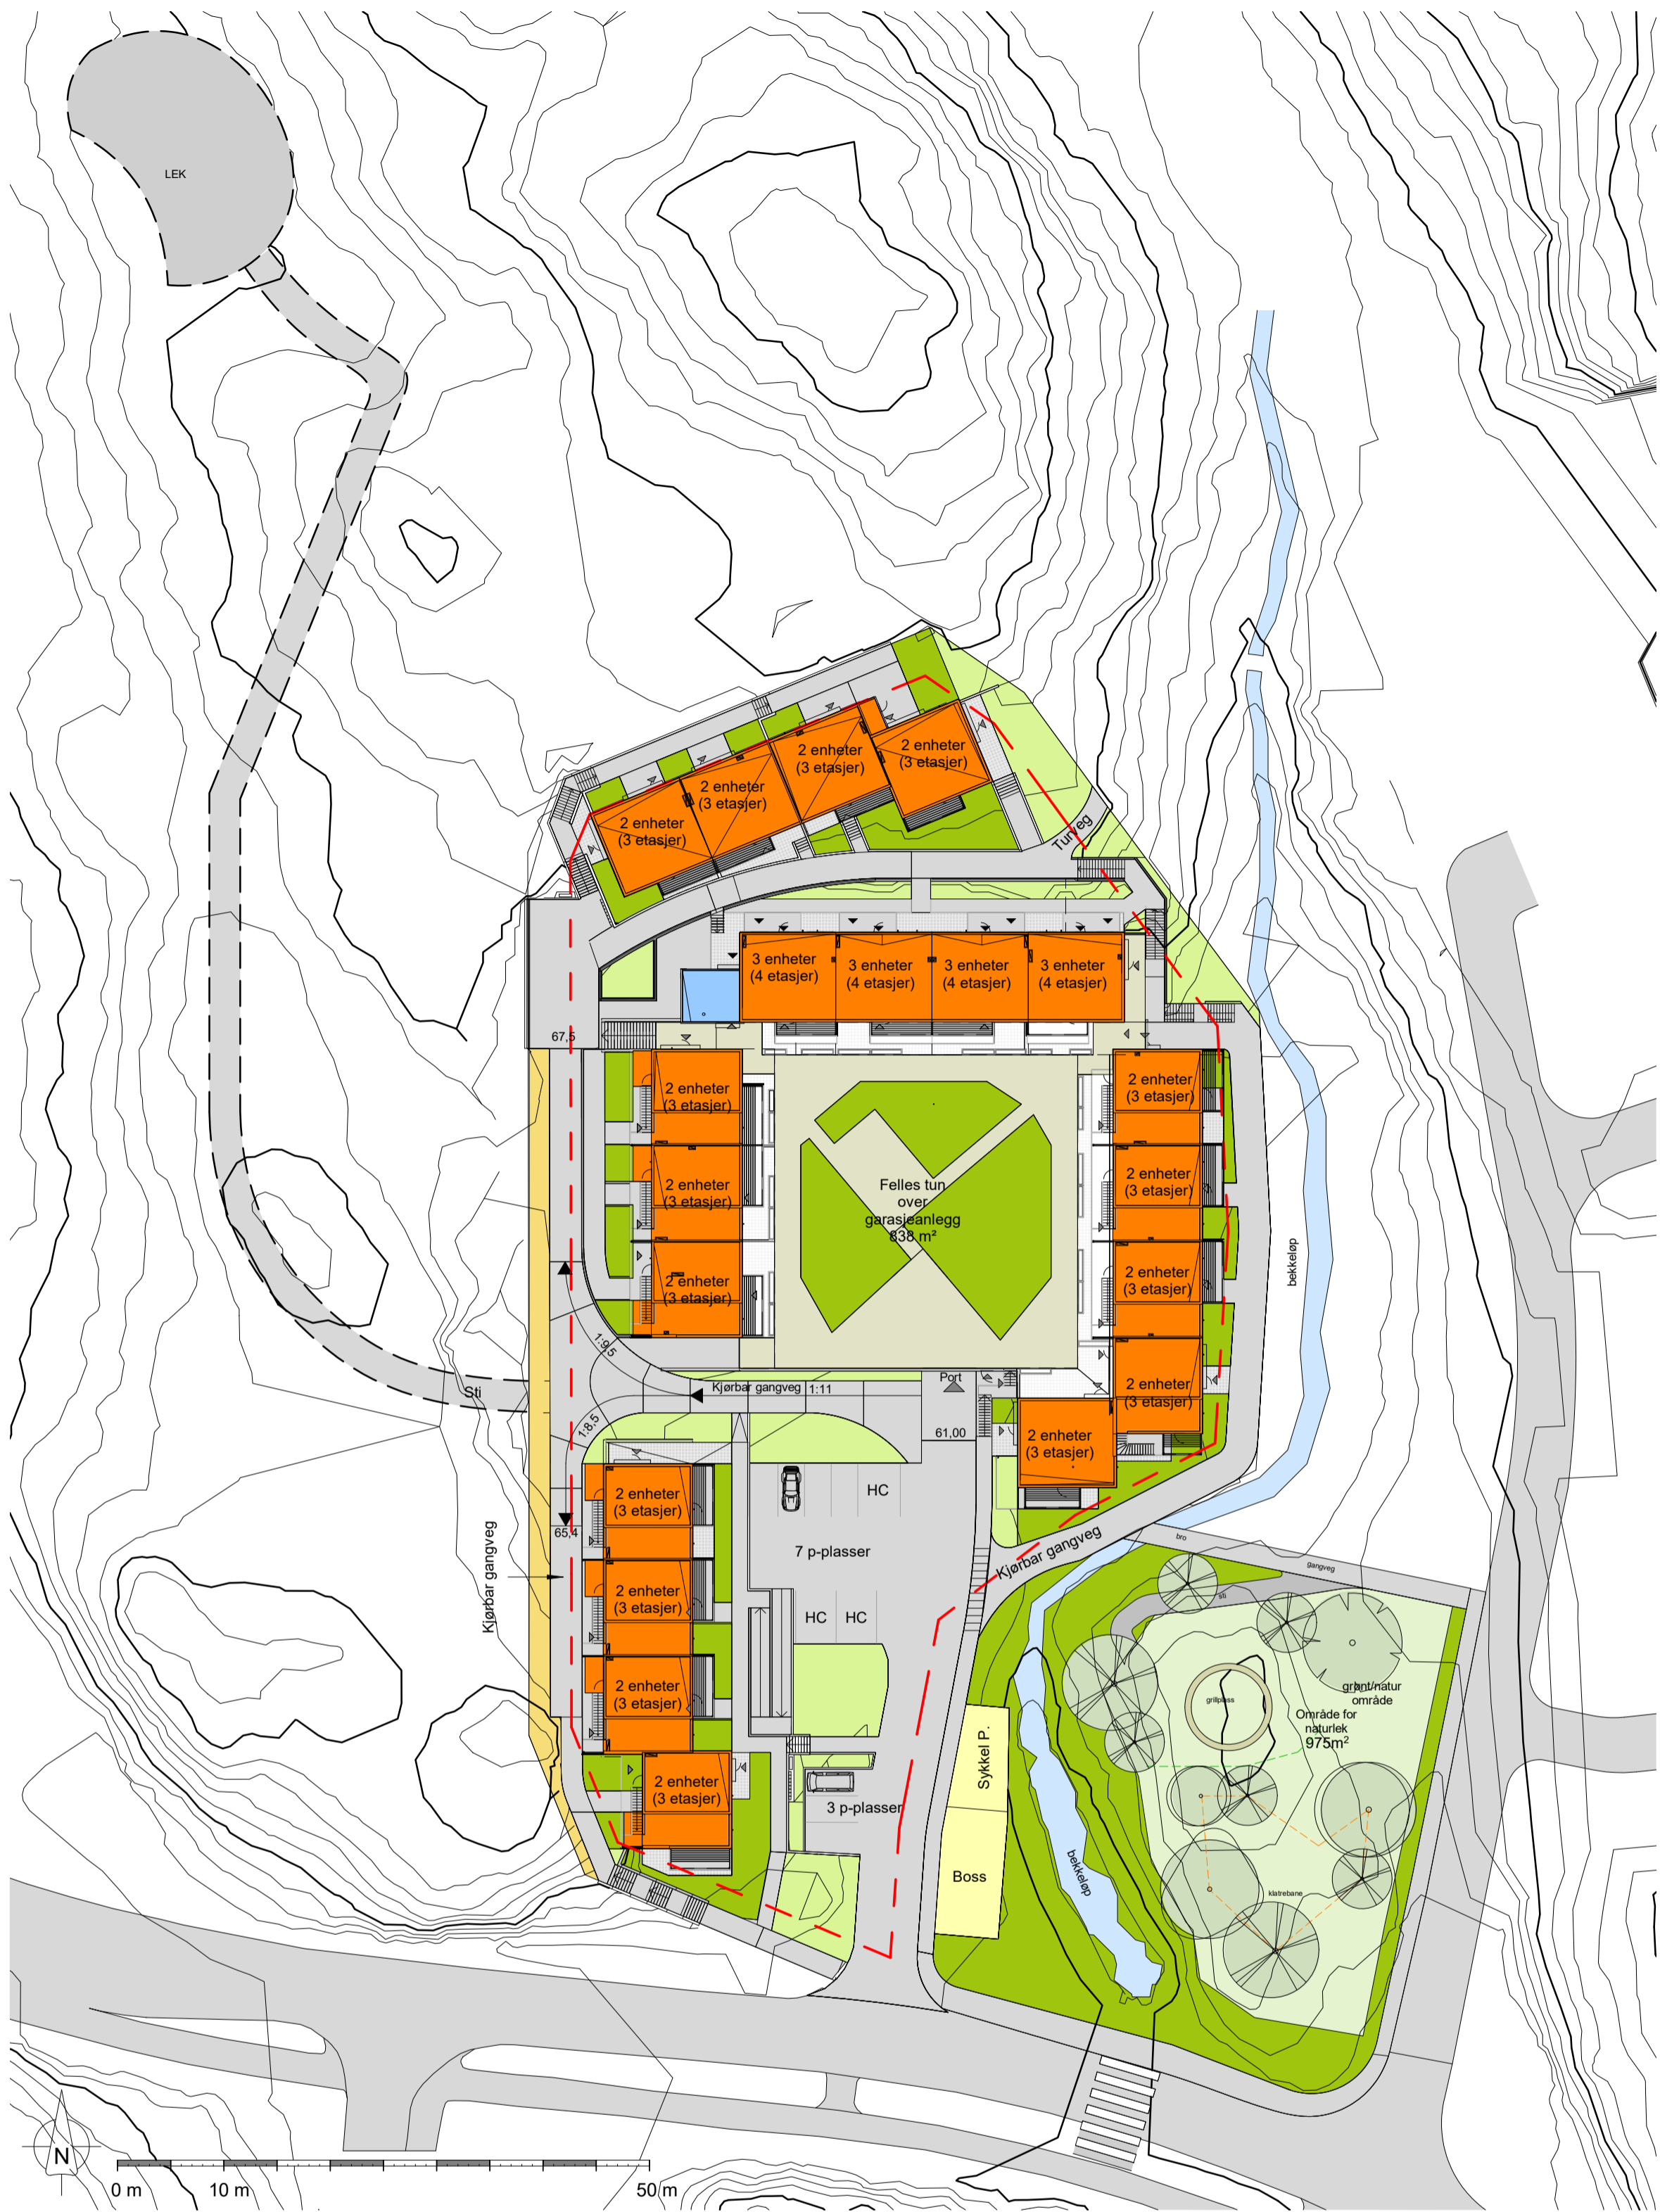 LEK
2 enheter
(3 etasjer)
2 enheter
(3 etasjer)
2 enheter
(3 etasjer)
2 enheter
(3 etasjer)
Turveg
3 enheter
(4 etasjer)
3 enheter
(4 etasjer)
3 enheter
(4 etasjer)
3 enheter
(4 etasjer)
67,5
2 enheter
(3 etasjer)
2 enheter
(3 etasjer)
2 enheter
(3 etasjer)
2 enheter
(3 etasjer)
2 enheter
(3 etasjer)
2 enheter
(3 etasjer)
Felles tun
over
garasjeanlegg
838 m²
bekkeløp
1:9,5
Sti
Kjørbar gangveg 1:11
Port
2 enheter
(3 etasjer)
1:8,5
61,00
2 enheter
(3 etasjer)
2 enheter
(3 etasjer)
HC
65,4
Kjørbar gangveg
7 p-plasser
Kjørbar gangveg
bro
gangveg
sti
2 enheter
(3 etasjer)
HC
HC
2 enheter
(3 etasjer)
grillplass
grønt/natur
område
Område for
naturlek
975m²
Sykkel P.
2 enheter
(3 etasjer)
3 p-plasser
Boss
bekkeløp
klatrebane
N
0 m
10 m
50 m